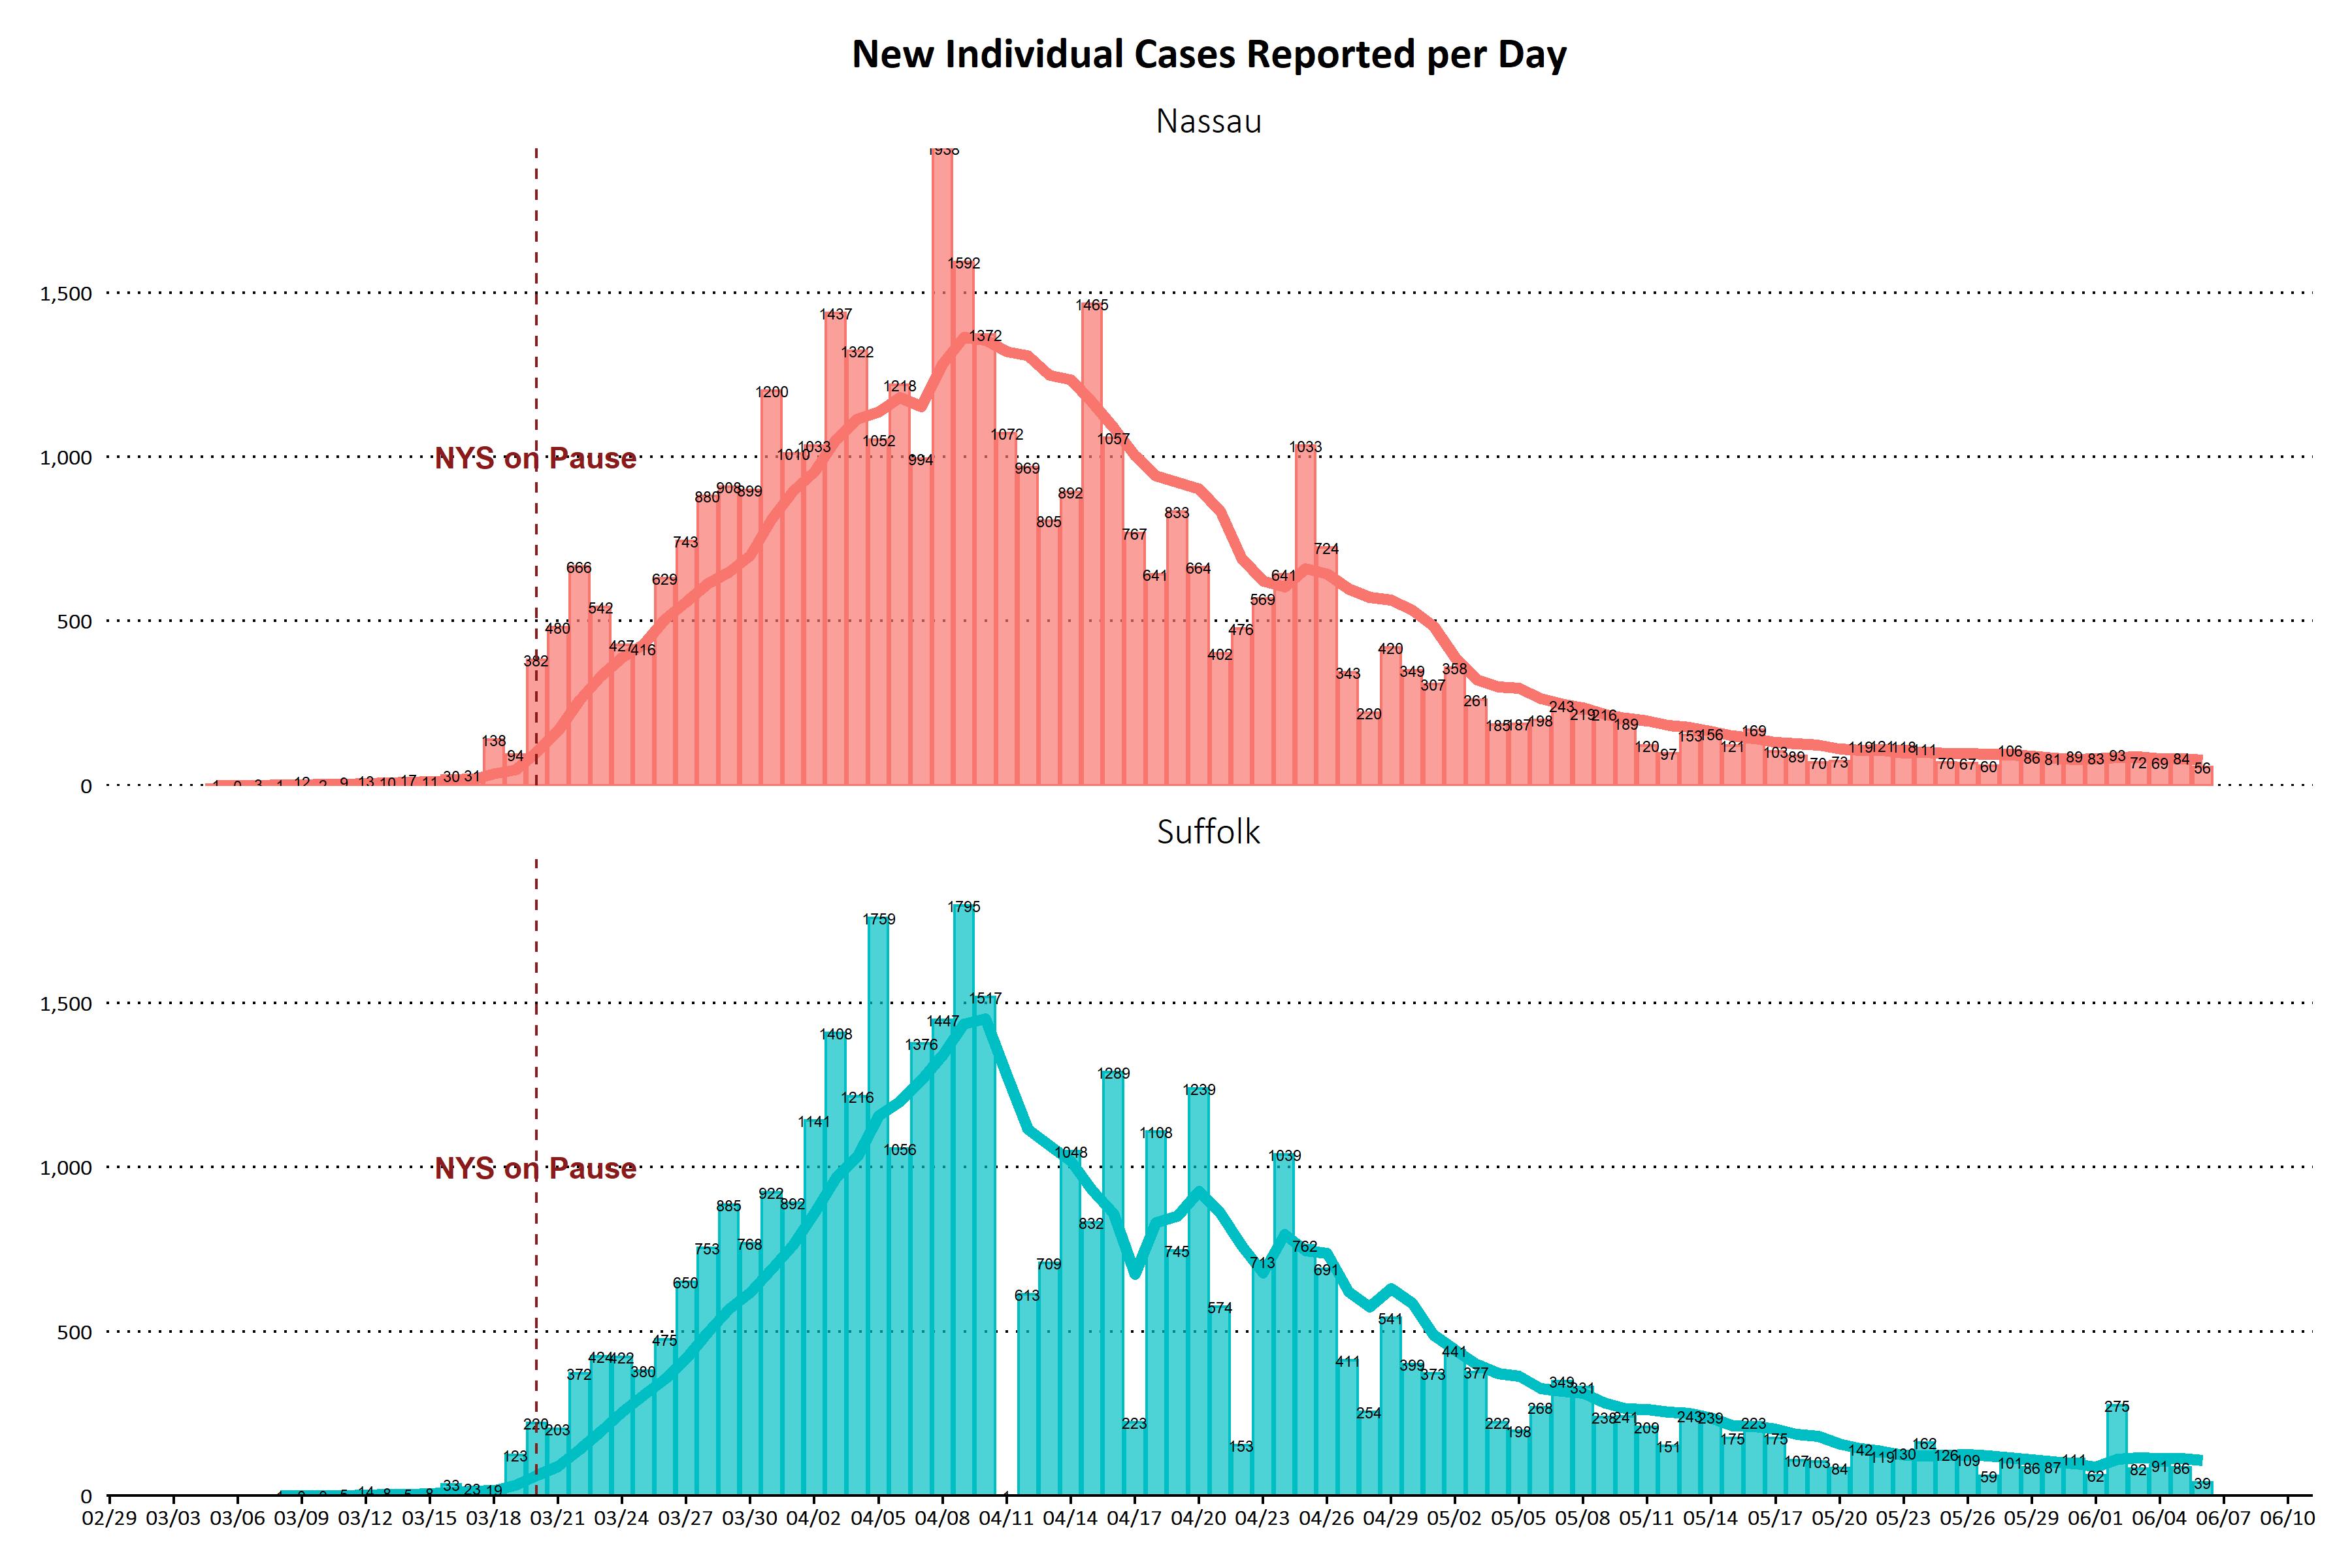 New Individual Cases Reported per Day
Nassau
1938
1592
1,500
1437 1322 1465
1200 1218 1372
1,000
NYS on Pause
1010 1033 1052 994 1072 969 1057 1033
880 908 899 805 892 833
666 542 629 743 767 641 664 569 641 724
500
382 480 427 416 402 476 343 420 349 307 358
220 261 185 187 198 243 219 216 189
138 94 120 97 153 156 121 169 103 89 70 73 119 121 118 111 70 67 60 106 86 81 89 83 93 72 69 84 56
3 12 9 13 10 17 11 30 31
0
Suffolk
1759 1795
1,500
1517
1408 1376 1447
1141 1216 1289 1239
1,000
NYS on Pause
1056 1048 1108 1039
885 922 892 832
650 753 768 613 709 745 574 713 762 691
500
372 424 422 380 475 411 541 399 373 441 377
220 203 223 153 254 222 198 268 349 331 238 241 209 243 239 223 275
123 151 175 175 107 103 84 142 119 130 162 126 109 59 101 86 87 111 62 82 91 86 39
14 33 23 19
0
02/29 03/03 03/06 03/09 03/12 03/15 03/18 03/21 03/24 03/27 03/30 04/02 04/05 04/08 04/11 04/14 04/17 04/20 04/23 04/26 04/29 05/02 05/05 05/08 05/11 05/14 05/17 05/20 05/23 05/26 05/29 06/01 06/04 06/07 06/10